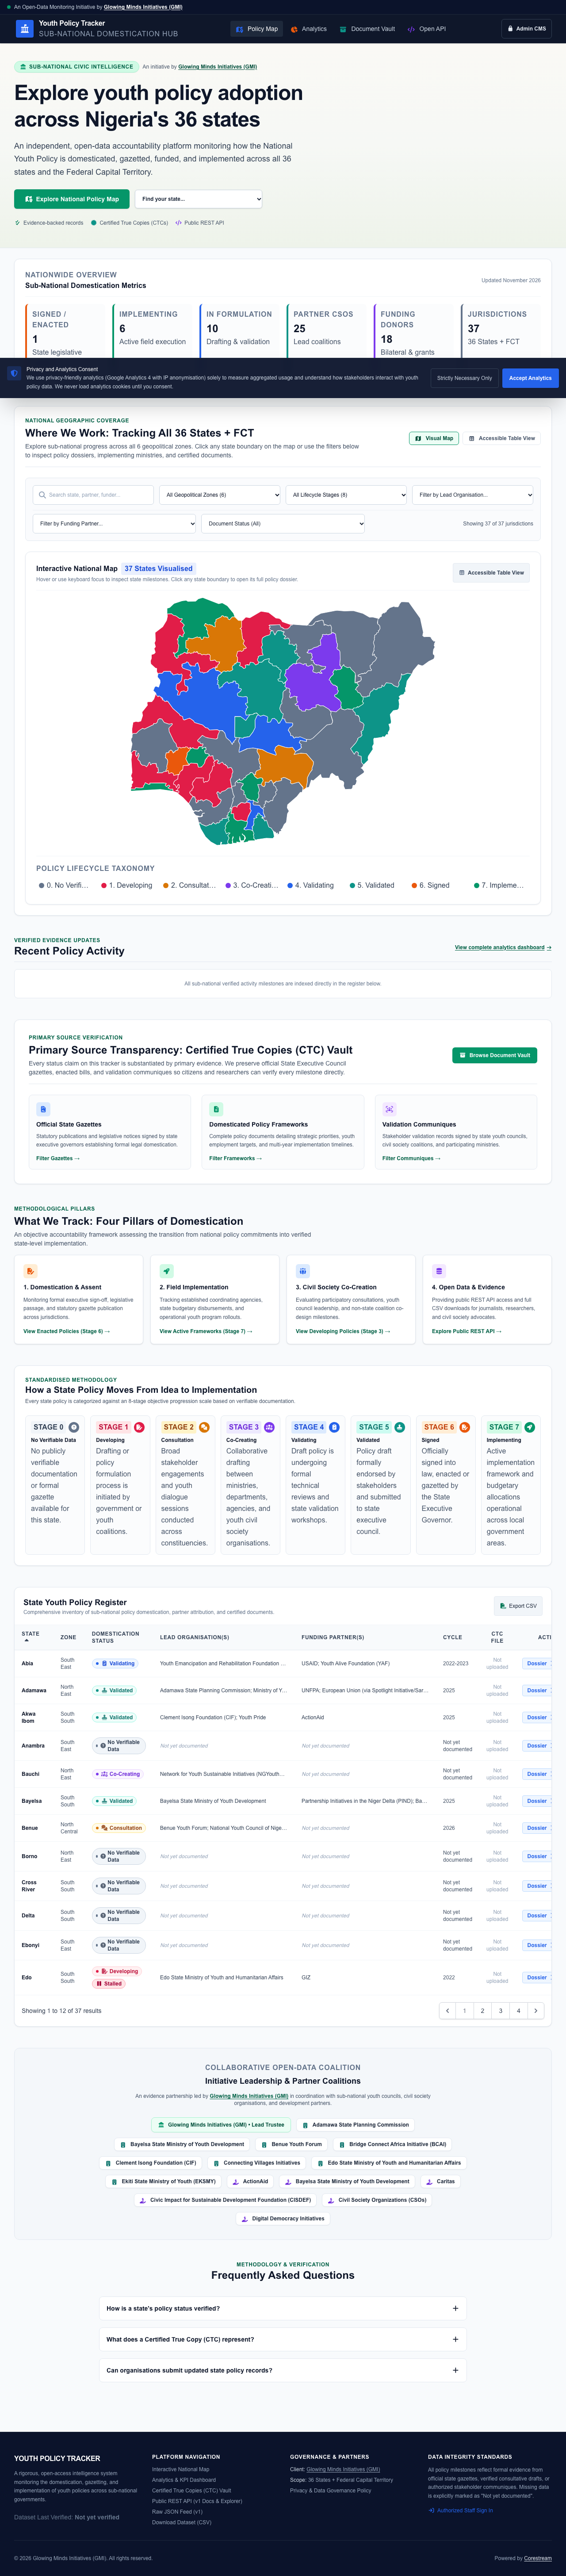 An Open-Data Monitoring Initiative by Glowing Minds Initiatives (GMI)
Youth Policy Tracker
SUB-NATIONAL DOMESTICATION HUB
Policy Map
Analytics
Document Vault
Open API
Admin CMS
SUB-NATIONAL CIVIC INTELLIGENCE
An initiative by Glowing Minds Initiatives (GMI)
Explore youth policy adoption
across Nigeria's 36 states
An independent, open-data accountability platform monitoring how the National
Youth Policy is domesticated, gazetted, funded, and implemented across all 36
states and the Federal Capital Territory.
Explore National Policy Map
Find your state...
Evidence-backed records
Certified True Copies (CTCs)
Public REST API
NATIONWIDE OVERVIEW
Sub-National Domestication Metrics
Updated November 2026
SIGNED /
ENACTED
1
State legislative
IMPLEMENTING
6
Active field execution
IN FORMULATION
10
Drafting & validation
PARTNER CSOS
25
Lead coalitions
FUNDING
DONORS
18
Bilateral & grants
JURISDICTIONS
37
36 States + FCT
Privacy and Analytics Consent
We use privacy-friendly analytics (Google Analytics 4 with IP anonymisation) solely to measure aggregated usage and understand how stakeholders interact with youth
policy data. We never load analytics cookies until you consent.
Strictly Necessary Only
Accept Analytics
NATIONAL GEOGRAPHIC COVERAGE
Where We Work: Tracking All 36 States + FCT
Explore sub-national progress across all 6 geopolitical zones. Click any state boundary on the map or use the filters below
to inspect policy dossiers, implementing ministries, and certified documents.
Visual Map
Accessible Table View
Search state, partner, funder...
All Geopolitical Zones (6)
All Lifecycle Stages (8)
Filter by Lead Organisation...
Filter by Funding Partner...
Document Status (All)
Showing 37 of 37 jurisdictions
Interactive National Map 37 States Visualised
Hover or use keyboard focus to inspect state milestones. Click any state boundary to open its full policy dossier.
Accessible Table View
POLICY LIFECYCLE TAXONOMY
0. No Verifi...
1. Developing
2. Consultat...
3. Co-Creati...
4. Validating
5. Validated
6. Signed
7. Impleme...
VERIFIED EVIDENCE UPDATES
Recent Policy Activity
View complete analytics dashboard →
All sub-national verified activity milestones are indexed directly in the register below.
PRIMARY SOURCE VERIFICATION
Primary Source Transparency: Certified True Copies (CTC) Vault
Every status claim on this tracker is substantiated by primary evidence. We preserve official State Executive Council
gazettes, enacted bills, and validation communiques so citizens and researchers can verify every milestone directly.
Browse Document Vault
Official State Gazettes
Statutory publications and legislative notices signed by state
executive governors establishing formal legal domestication.
Filter Gazettes →
Domesticated Policy Frameworks
Complete policy documents detailing strategic priorities, youth
employment targets, and multi-year implementation timelines.
Filter Frameworks →
Validation Communiques
Stakeholder validation records signed by state youth councils,
civil society coalitions, and participating ministries.
Filter Communiques →
METHODOLOGICAL PILLARS
What We Track: Four Pillars of Domestication
An objective accountability framework assessing the transition from national policy commitments into verified
state-level implementation.
1. Domestication & Assent
Monitoring formal executive sign-off, legislative
passage, and statutory gazette publication
across jurisdictions.
View Enacted Policies (Stage 6) →
2. Field Implementation
Tracking established coordinating agencies,
state budgetary disbursements, and
operational youth program rollouts.
View Active Frameworks (Stage 7) →
3. Civil Society Co-Creation
Evaluating participatory consultations, youth
council leadership, and non-state coalition co-
design milestones.
View Developing Policies (Stage 3) →
4. Open Data & Evidence
Providing public REST API access and full
CSV downloads for journalists, researchers,
and civil society advocates.
Explore Public REST API →
STANDARDISED METHODOLOGY
How a State Policy Moves From Idea to Implementation
Every state policy is categorised on an 8-stage objective progression scale based on verifiable documentation.
STAGE 0
No Verifiable Data
No publicly
verifiable
documentation
or formal
gazette
available for
this state.
STAGE 1
Developing
Drafting or
policy
formulation
process is
initiated by
government or
youth
coalitions.
STAGE 2
Consultation
Broad
stakeholder
engagements
and youth
dialogue
sessions
conducted
across
constituencies.
STAGE 3
Co-Creating
Collaborative
drafting
between
ministries,
departments,
agencies, and
youth civil
society
organisations.
STAGE 4
Validating
Draft policy is
undergoing
formal
technical
reviews and
state validation
workshops.
STAGE 5
Validated
Policy draft
formally
endorsed by
stakeholders
and submitted
to state
executive
council.
STAGE 6
Signed
Officially
signed into
law, enacted or
gazetted by
the State
Executive
Governor.
STAGE 7
Implementing
Active
implementation
framework and
budgetary
allocations
operational
across local
government
areas.
State Youth Policy Register
Comprehensive inventory of sub-national policy domestication, partner attribution, and certified documents.
Export CSV
STATE ZONE DOMESTICATION STATUS LEAD ORGANISATION(S) FUNDING PARTNER(S) CYCLE CTC FILE ACTI
Abia South East Validating Youth Emancipation and Rehabilitation Foundation ... USAID; Youth Alive Foundation (YAF) 2022-2023 Not uploaded Dossier
Adamawa North East Validated Adamawa State Planning Commission; Ministry of Y... UNFPA; European Union (via Spotlight Initiative/Sar... 2025 Not uploaded Dossier
Akwa Ibom South South Validated Clement Isong Foundation (CIF); Youth Pride ActionAid 2025 Not uploaded Dossier
Anambra South East No Verifiable Data Not yet documented Not yet documented Not yet documented Not uploaded Dossier
Bauchi North East Co-Creating Network for Youth Sustainable Initiatives (NGYouth... Not yet documented Not yet documented Not uploaded Dossier
Bayelsa South South Validated Bayelsa State Ministry of Youth Development Partnership Initiatives in the Niger Delta (PIND); Ba... 2025 Not uploaded Dossier
Benue North Central Consultation Benue Youth Forum; National Youth Council of Nige... Not yet documented 2026 Not uploaded Dossier
Borno North East No Verifiable Data Not yet documented Not yet documented Not yet documented Not uploaded Dossier
Cross River South South No Verifiable Data Not yet documented Not yet documented Not yet documented Not uploaded Dossier
Delta South South No Verifiable Data Not yet documented Not yet documented Not yet documented Not uploaded Dossier
Ebonyi South East No Verifiable Data Not yet documented Not yet documented Not yet documented Not uploaded Dossier
Edo South South Developing Stalled Edo State Ministry of Youth and Humanitarian Affairs GIZ 2022 Not uploaded Dossier
Showing 1 to 12 of 37 results
1 2 3 4
COLLABORATIVE OPEN-DATA COALITION
Initiative Leadership & Partner Coalitions
An evidence partnership led by Glowing Minds Initiatives (GMI) in coordination with sub-national youth councils, civil society
organisations, and development partners.
Glowing Minds Initiatives (GMI) • Lead Trustee
Adamawa State Planning Commission
Bayelsa State Ministry of Youth Development
Benue Youth Forum
Bridge Connect Africa Initiative (BCAI)
Clement Isong Foundation (CIF)
Connecting Villages Initiatives
Edo State Ministry of Youth and Humanitarian Affairs
Ekiti State Ministry of Youth (EKSMY)
ActionAid
Bayelsa State Ministry of Youth Development
Caritas
Civic Impact for Sustainable Development Foundation (CISDEF)
Civil Society Organizations (CSOs)
Digital Democracy Initiatives
METHODOLOGY & VERIFICATION
Frequently Asked Questions
How is a state's policy status verified?
What does a Certified True Copy (CTC) represent?
Can organisations submit updated state policy records?
YOUTH POLICY TRACKER
A rigorous, open-access intelligence system
monitoring the domestication, gazetting, and
implementation of youth policies across sub-national
governments.
Dataset Last Verified: Not yet verified
PLATFORM NAVIGATION
Interactive National Map
Analytics & KPI Dashboard
Certified True Copies (CTC) Vault
Public REST API (v1 Docs & Explorer)
Raw JSON Feed (v1)
Download Dataset (CSV)
GOVERNANCE & PARTNERS
Client: Glowing Minds Initiatives (GMI)
Scope: 36 States + Federal Capital Territory
Privacy & Data Governance Policy
DATA INTEGRITY STANDARDS
All policy milestones reflect formal evidence from
official state gazettes, verified consultative drafts, or
authorized stakeholder communiques. Missing data
is explicitly marked as "Not yet documented".
Authorized Staff Sign In
© 2026 Glowing Minds Initiatives (GMI). All rights reserved.
Powered by Corestream